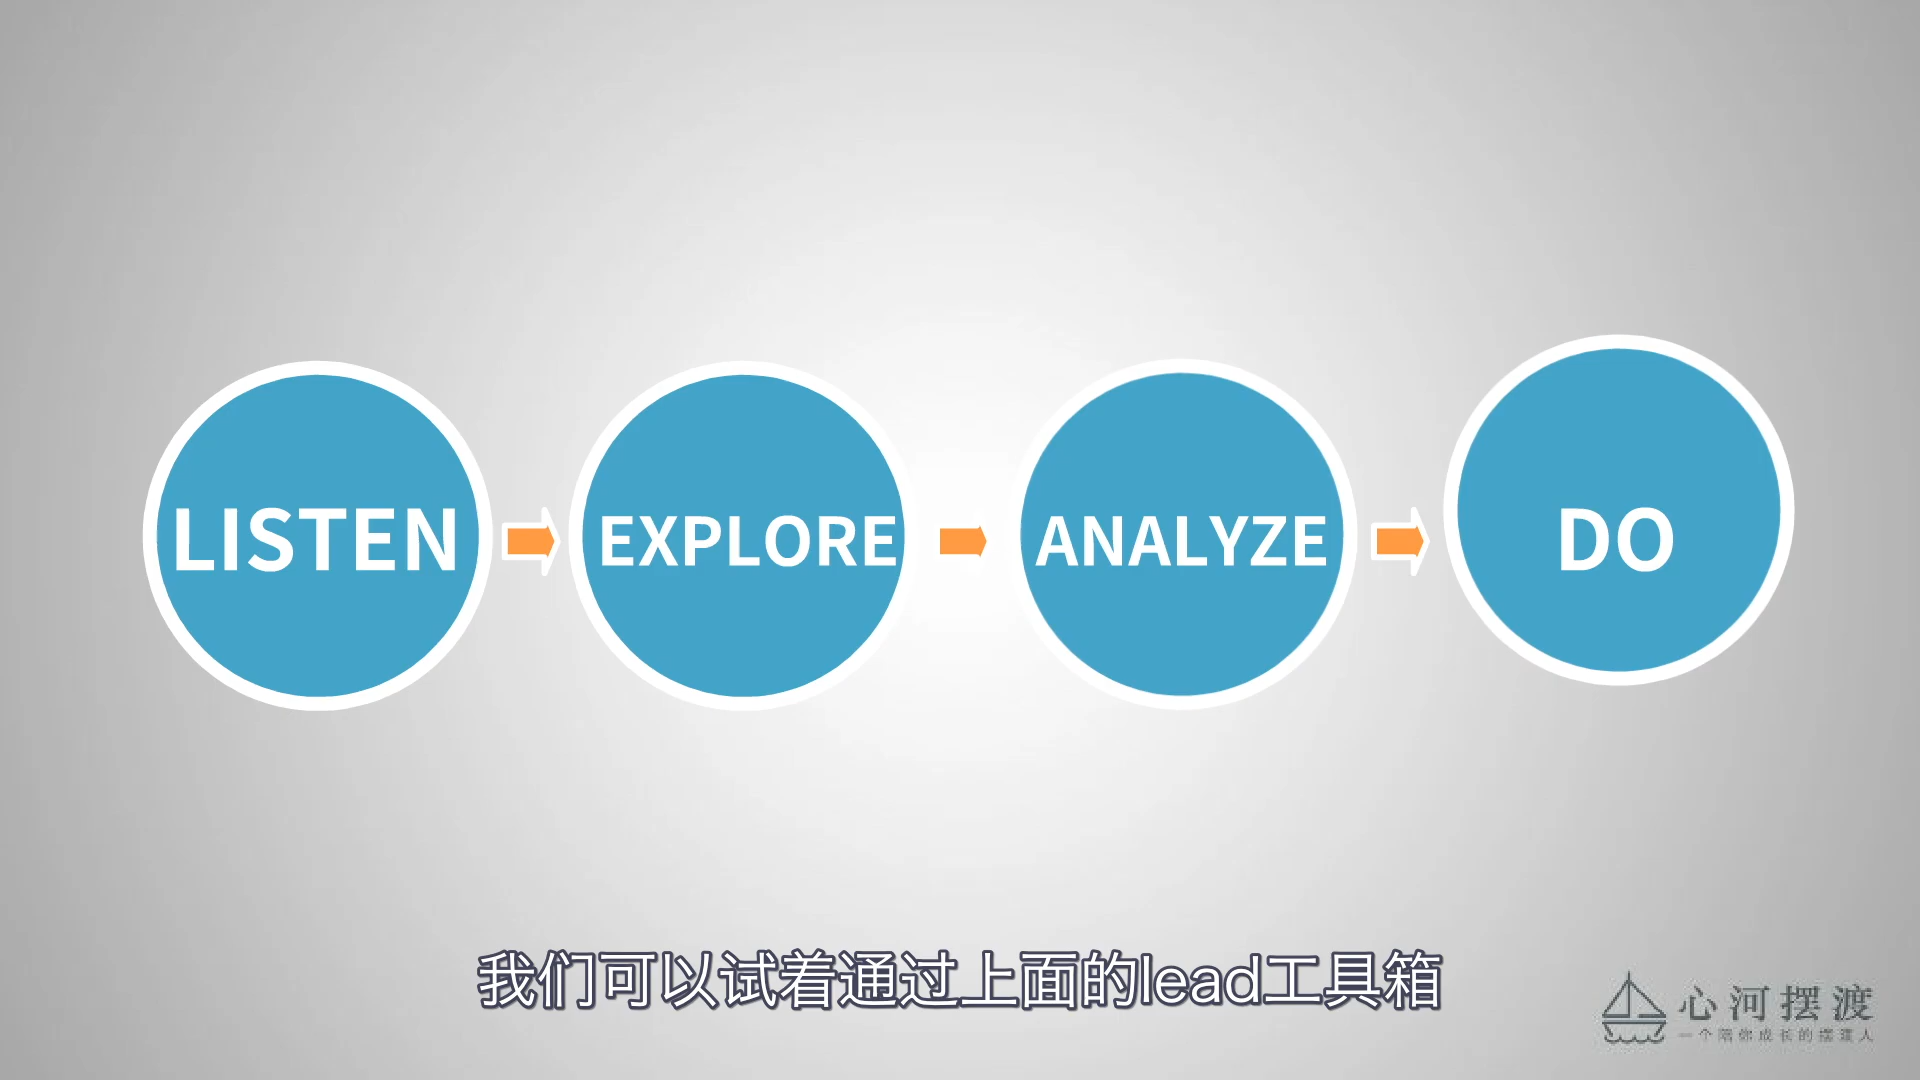 LISTEN
EXPLORE
ANALYZE
DO
我们可以试着通过上面的lead工具箱
心河摆渡
一个陪你成长的摆渡人